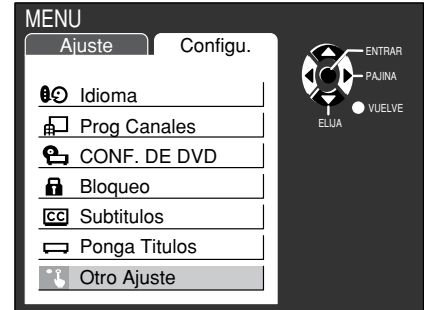 MENU
Ajuste
Configu.
Idioma
Prog Canales
CONF. DE DVD
Bloqueo
CC Subtitulos
Ponga Titulos
Otro Ajuste
ENTRAR
PAJINA
VUELVE
ELIJA